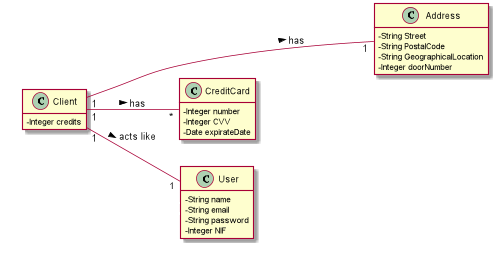 C Address
-String Street
-String PostalCode
-String GeographicalLocation
-Integer doorNumber
has
1
C Client
-Integer credits
1
has
1
*
C CreditCard
-Integer number
-Integer CVV
-Date expirateDate
1
acts like
1
C User
-String name
-String email
-String password
-Integer NIF